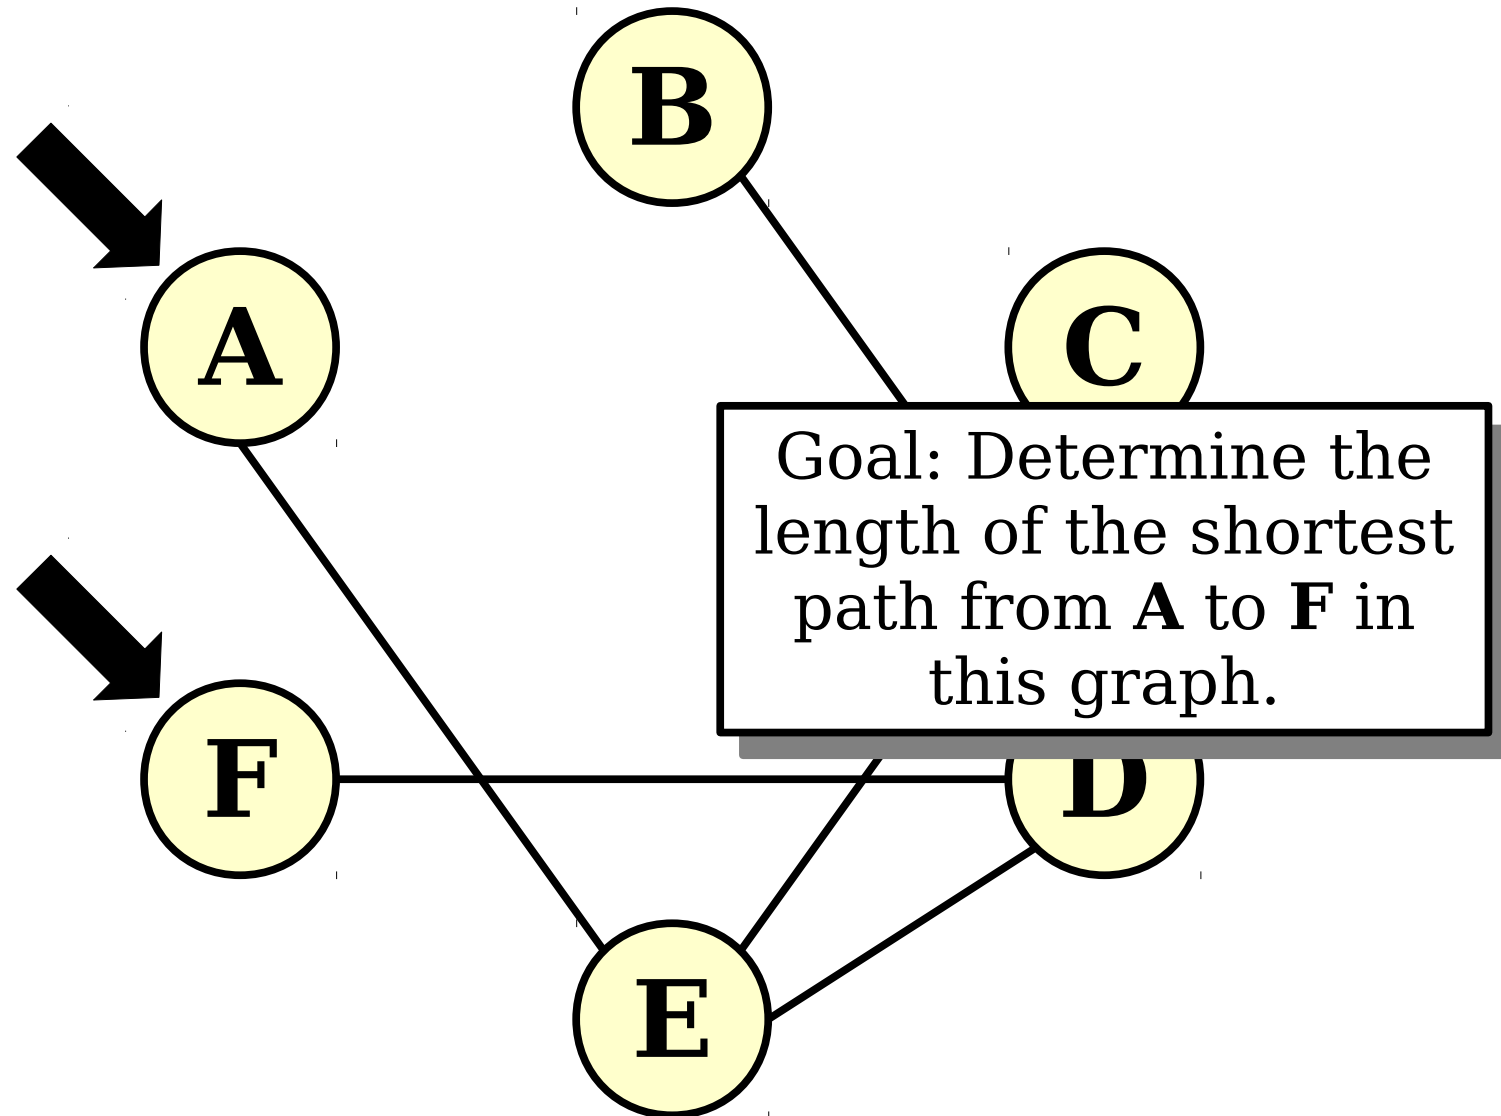 B
A
C
Goal: Determine the
length of the shortest
path from A to F in
this graph.
F
D
E